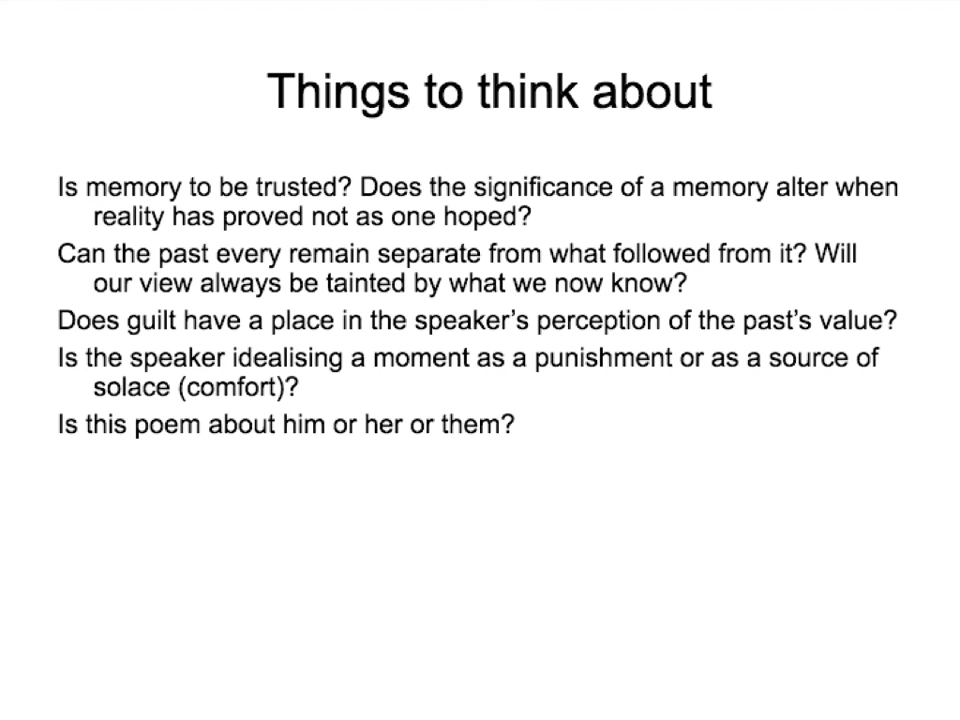 Things to think about
Is memory to be trusted? Does the significance of a memory alter when
reality has proved not as one hoped?
Can the past every remain separate from what followed from it? Will
our view always be tainted by what we now know?
Does guilt have a place in the speaker’s perception of the past’s value?
Is the speaker idealising a moment as a punishment or as a source of
solace (comfort)?
Is this poem about him or her or them?